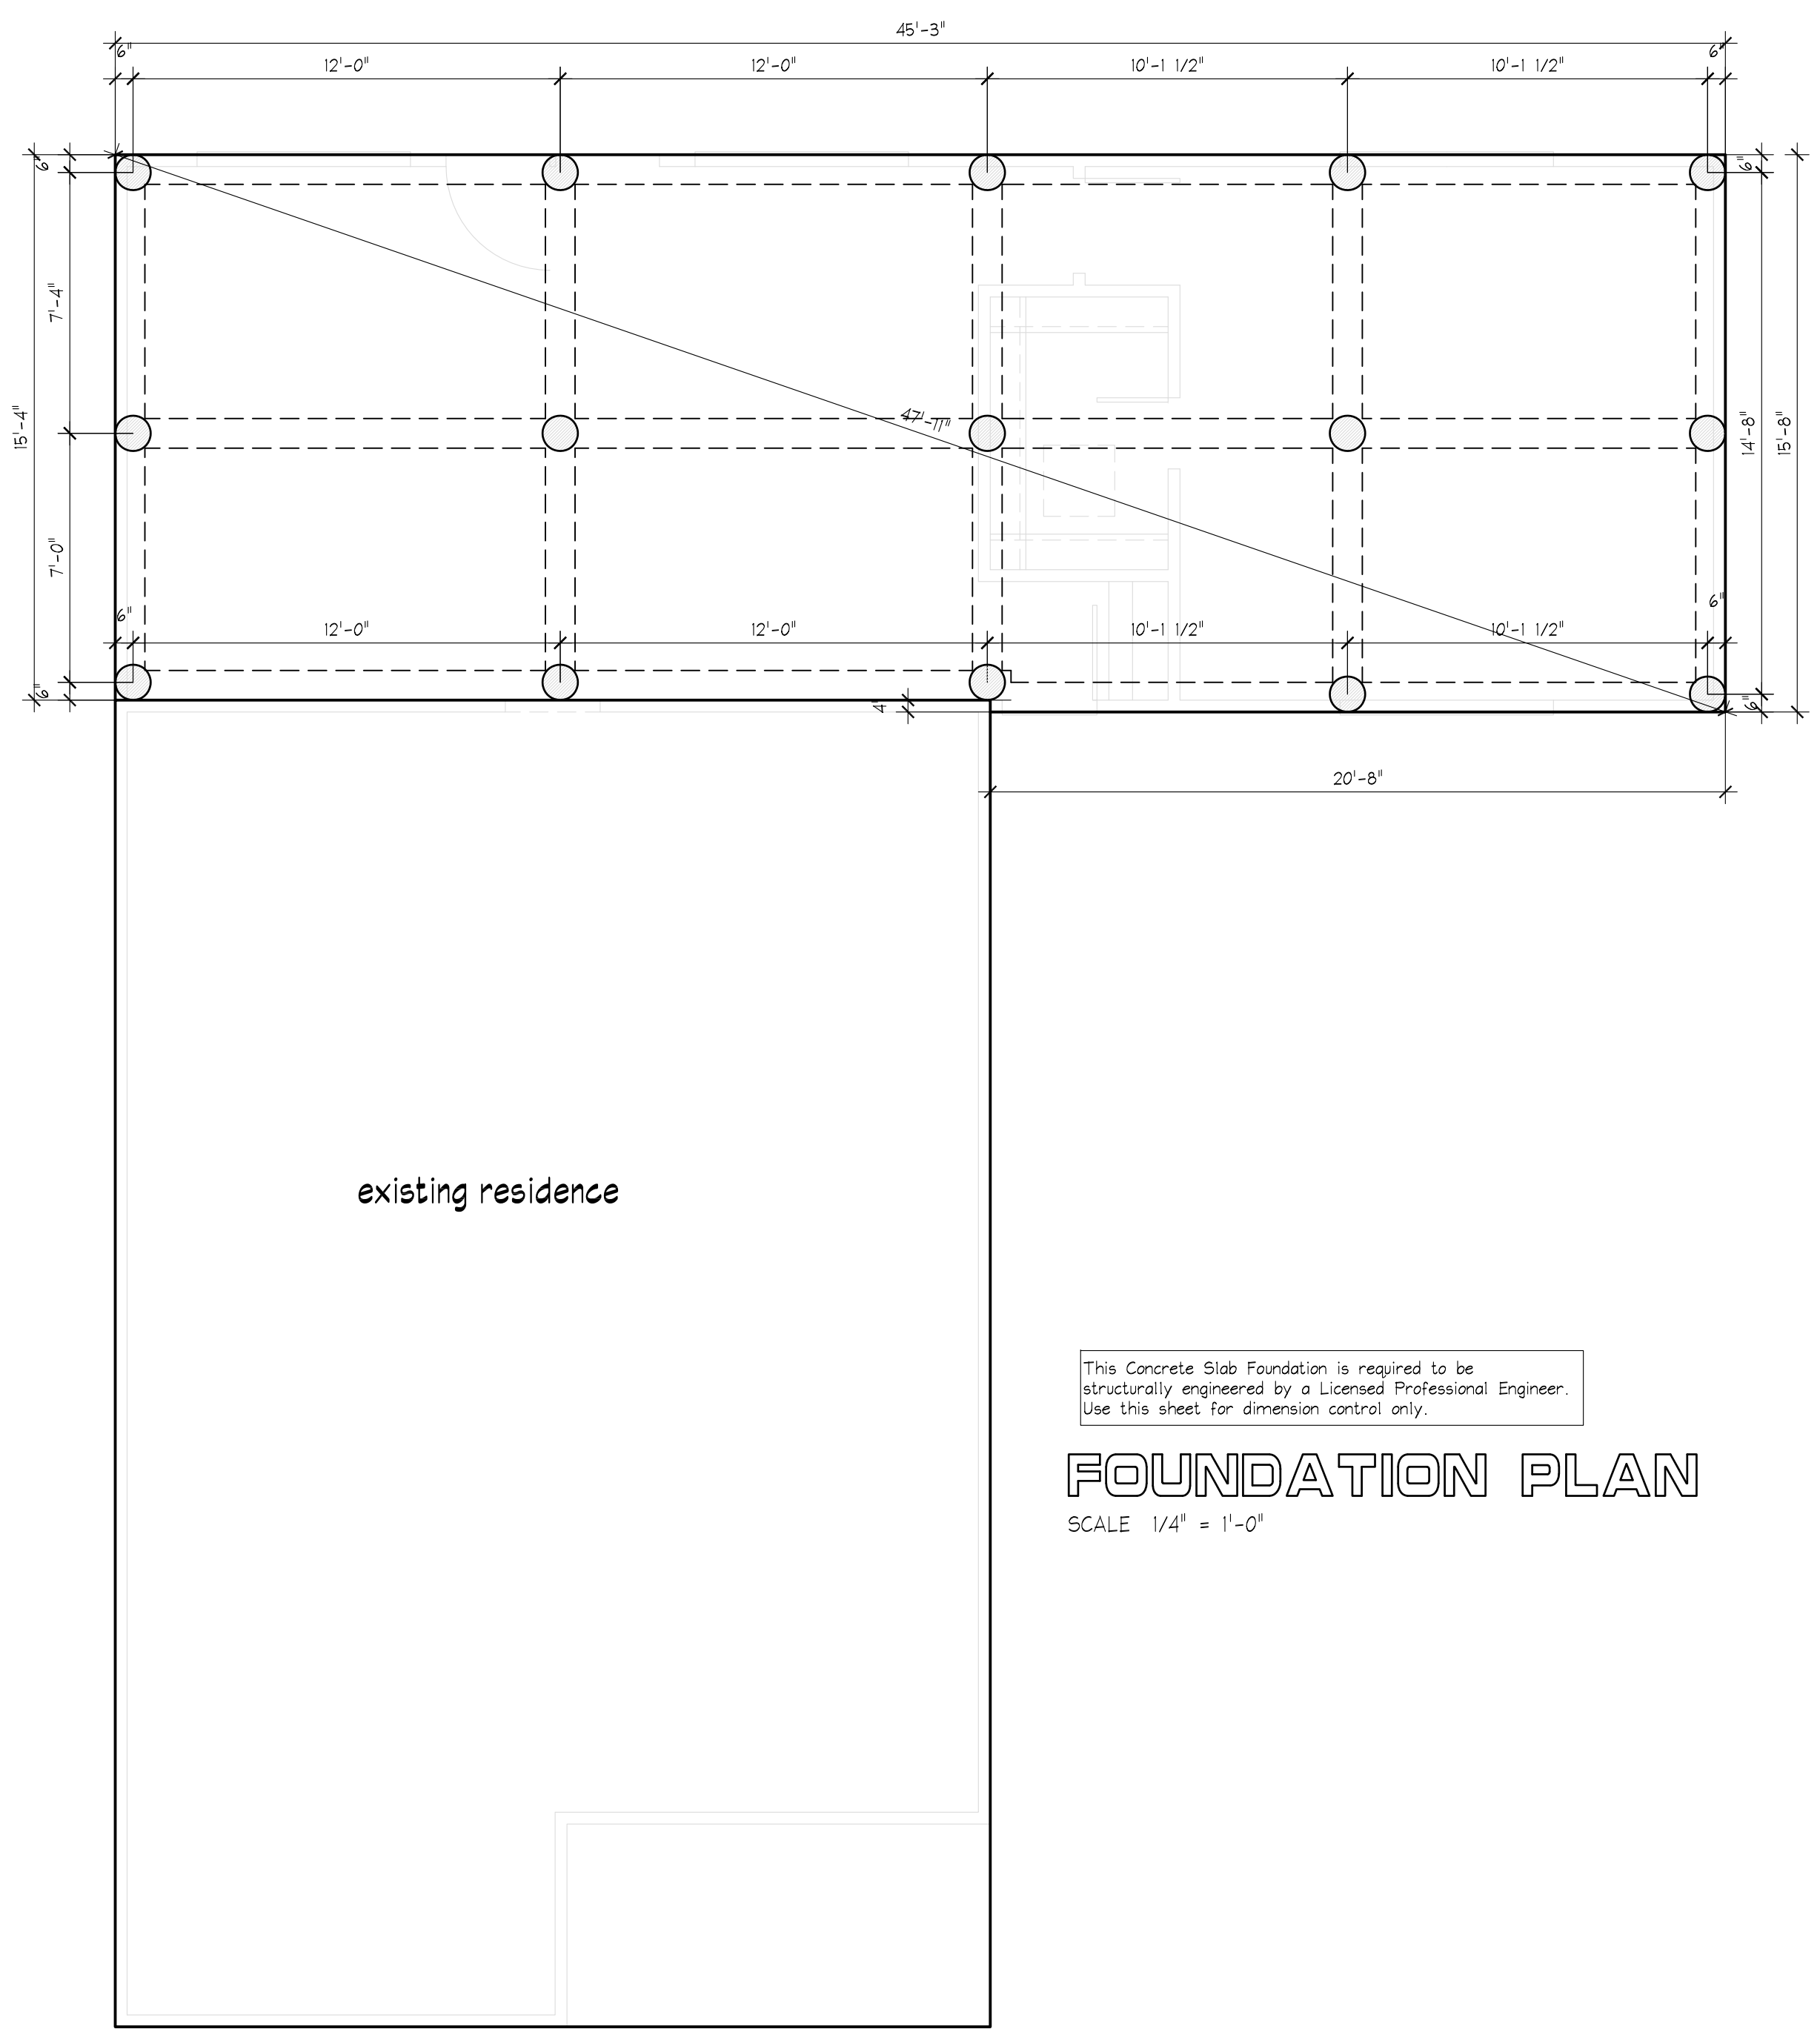 45'-3"
6" 6"
12'-0" 12'-0" 10'-1 1/2" 10'-1 1/2"
6" 6"
7'-4"
47'-11"
15'-4" 14'-8" 15'-8"
7'-0"
6" 6"
12'-0" 12'-0" 10'-1 1/2" 10'-1 1/2"
6" 4" 6"
20'-8"
existing residence
This Concrete Slab Foundation is required to be
structurally engineered by a Licensed Professional Engineer.
Use this sheet for dimension control only.
FOUNDATION PLAN
SCALE 1/4" = 1'-0"